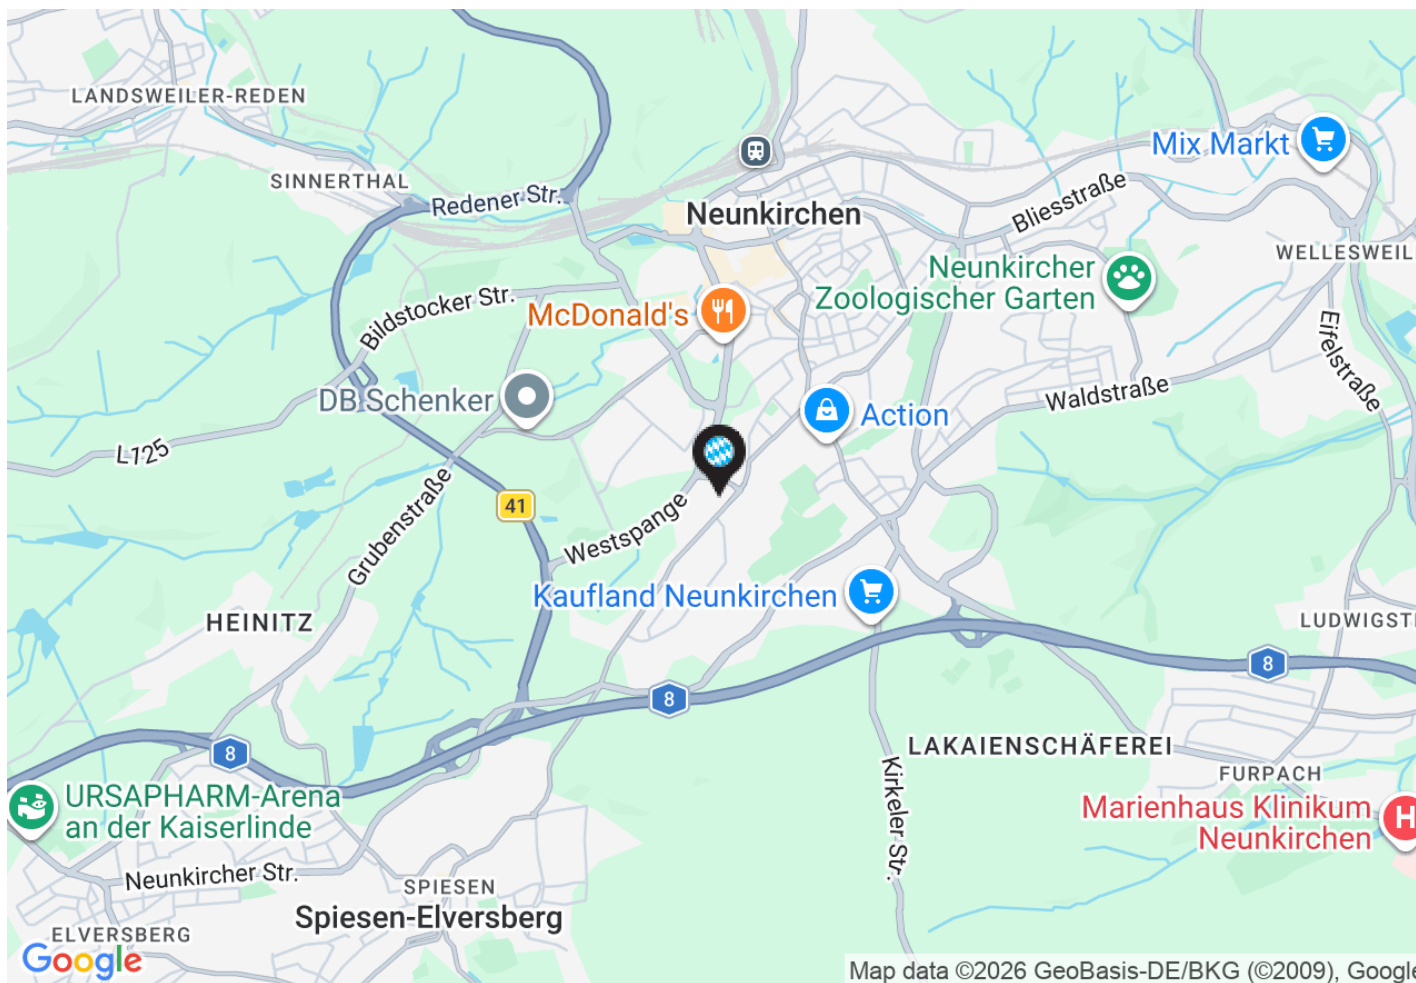 LANDSWEILER-REDEN
Mix Markt
SINNERTHAL
Redener Str.
Neunkirchen
Bliesstraße
WELLESWEIL
Neunkircher
Zoologischer Garten
Bildstocker Str.
McDonald's
Eifelstraße
DB Schenker
Waldstraße
Action
L125
Grubenstraße
41
Westspange
Kaufland Neunkirchen
HEINITZ
LUDWIGST
8
8
8
LAKAIENSCHÄFEREI
Kirkeler Str.
FURPACH
URSAPHARM-Arena
an der Kaiserlinde
Marienhaus Klinikum
Neunkirchen
H
Neunkircher Str.
SPIESEN
Spiesen-Elversberg
ELVERSBERG
Google
Map data ©2026 GeoBasis-DE/BKG (©2009), Google